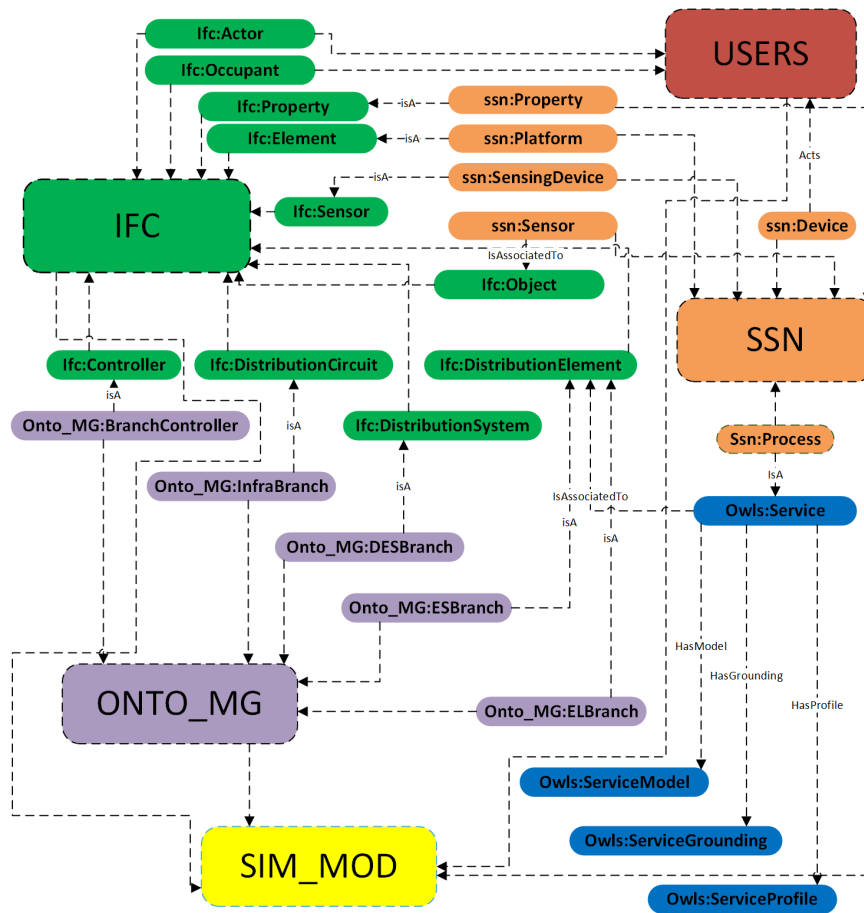 Ifc:Actor
USERS
Ifc:Occupant
Ifc:Property
isA
ssn:Property
Ifc:Element
isA
ssn:Platform
Acts
isA
ssn:SensingDevice
IFC
Ifc:Sensor
ssn:Sensor
ssn:Device
IsAssociatedTo
Ifc:Object
SSN
Ifc:Controller
Ifc:DistributionCircuit
Ifc:DistributionElement
isA
Onto_MG:BranchController
isA
Ifc:DistributionSystem
Ssn:Process
IsA
Onto_MG:InfraBranch
isA
IsAssociatedTo
Owls:Service
isA
isA
Onto_MG:DESBranch
Onto_MG:ESBranch
HasModel
HasGrounding
ONTO_MG
Onto_MG:ELBranch
HasProfile
Owls:ServiceModel
Owls:ServiceGrounding
SIM_MOD
Owls:ServiceProfile